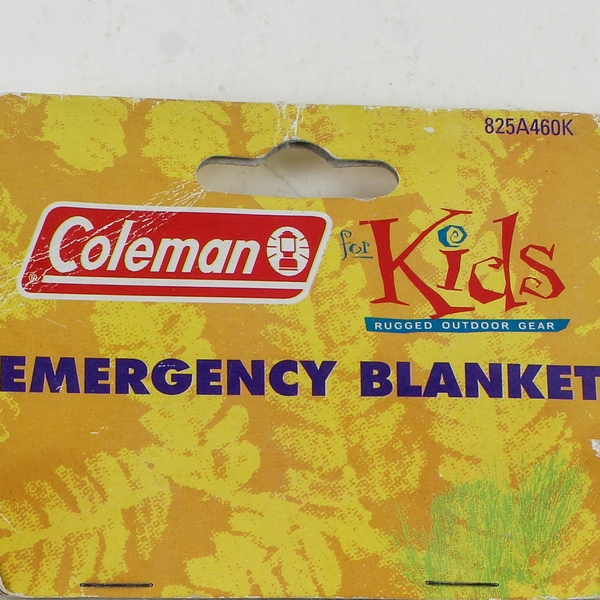 825A460K
Coleman
®
for Kids
RUGGED OUTDOOR GEAR
EMERGENCY BLANKET